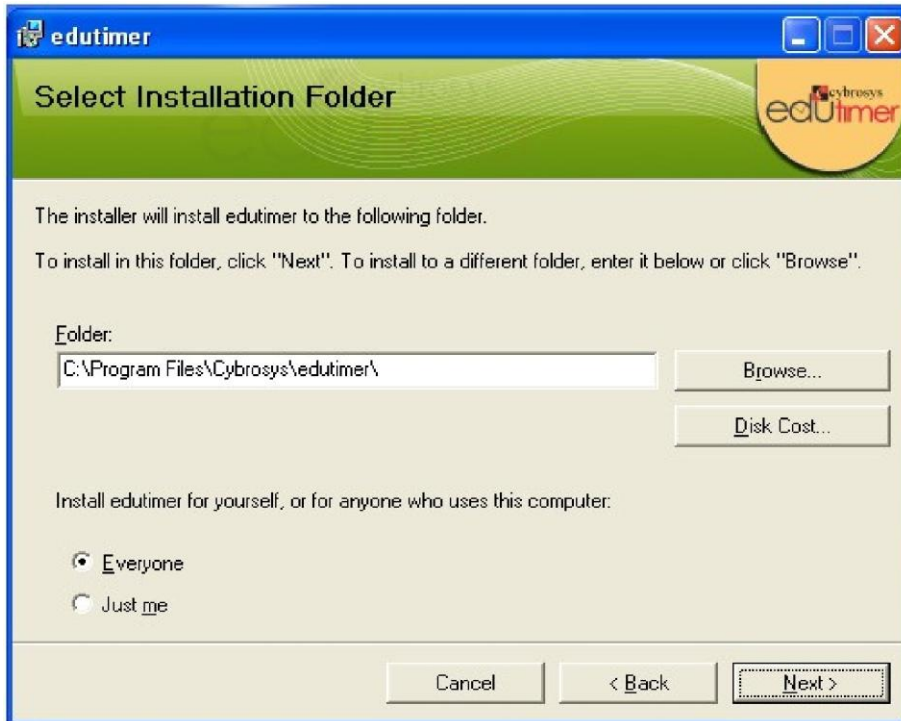 edutimer
Select Installation Folder
cybrosys
edUtimer
The installer will install edutimer to the following folder.
To install in this folder, click "Next". To install to a different folder, enter it below or click "Browse".
Folder:
C:\Program Files\Cybrosys\edutimer\
Browse...
Disk Cost...
Install edutimer for yourself, or for anyone who uses this computer:
Everyone
Just me
Cancel
< Back
Next >